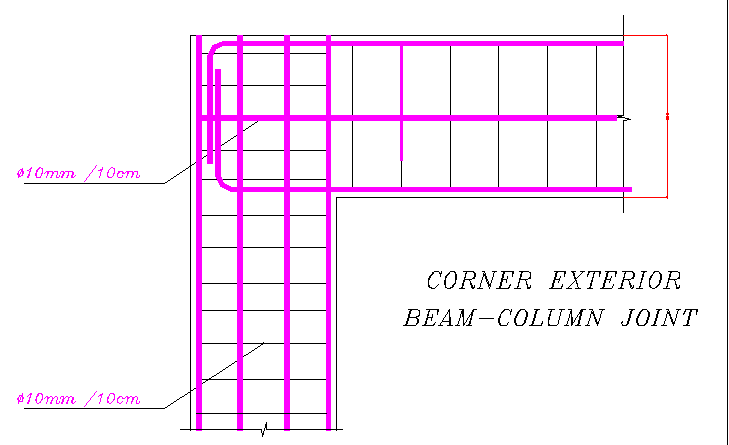 ø10mm /10cm
CORNER EXTERIOR
BEAM-COLUMN JOINT
ø10mm /10cm